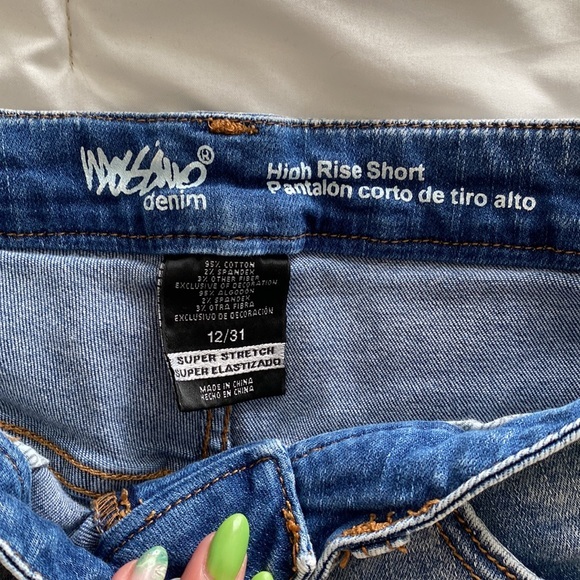 Mossimo®
denim
High Rise Short
Pantalón corto de tiro alto
95% COTTON
2% SPANDEX
3% OTHER FIBER
EXCLUSIVE OF DECORATION
95% ALGODON
2% SPANDEX
3% OTRA FIBRA
EXCLUSIVO DE DECORACIÓN
12/31
SUPER STRETCH
SUPER ELASTIZADO
MADE IN CHINA
HECHO EN CHINA